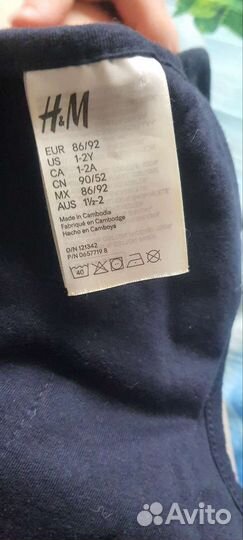 H&M
EUR 86/92
US 1-2Y
CA 1-2A
CN 90/52
MX 86/92
AUS 1½-2
Made in Cambodia
Fabriqué en Cambodge
Hecho en Camboya
O/N 121342
P/N 0657719 8
40
Avito